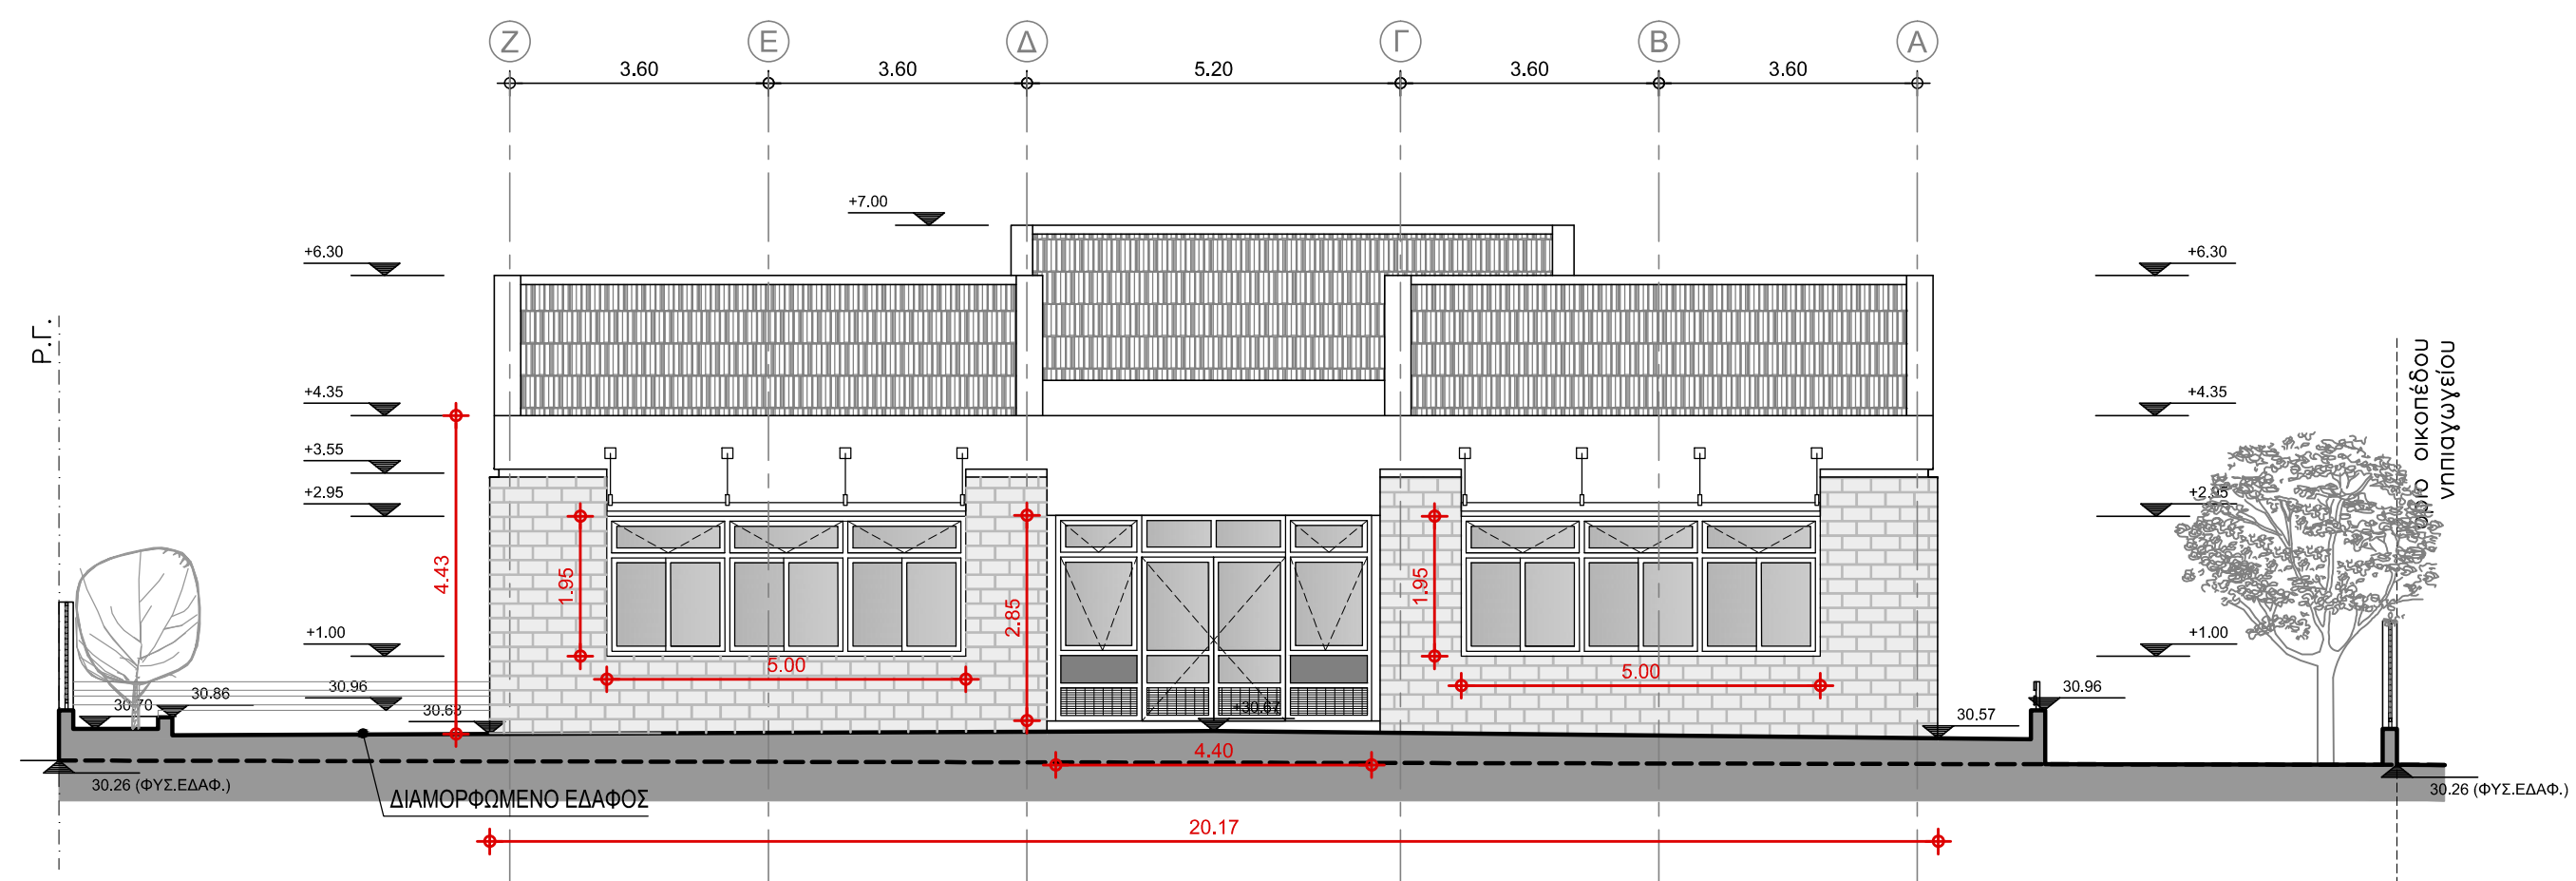 Ζ Ε Δ Γ Β Α
3.60 3.60 5.20 3.60 3.60
+7.00
+6.30 +6.30
Ρ.Γ.
όριο οικοπέδου
νηπιαγωγείου
+4.35 +4.35
+3.55
+2.95 +2.95
4.43 1.95 2.85 1.95
+1.00 +1.00
5.00 5.00
30.70 30.86 30.96 30.63 +30.67 30.57 30.96
4.40
30.26 (ΦΥΣ.ΕΔΑΦ.) 30.26 (ΦΥΣ.ΕΔΑΦ.)
ΔΙΑΜΟΡΦΩΜΕΝΟ ΕΔΑΦΟΣ
20.17